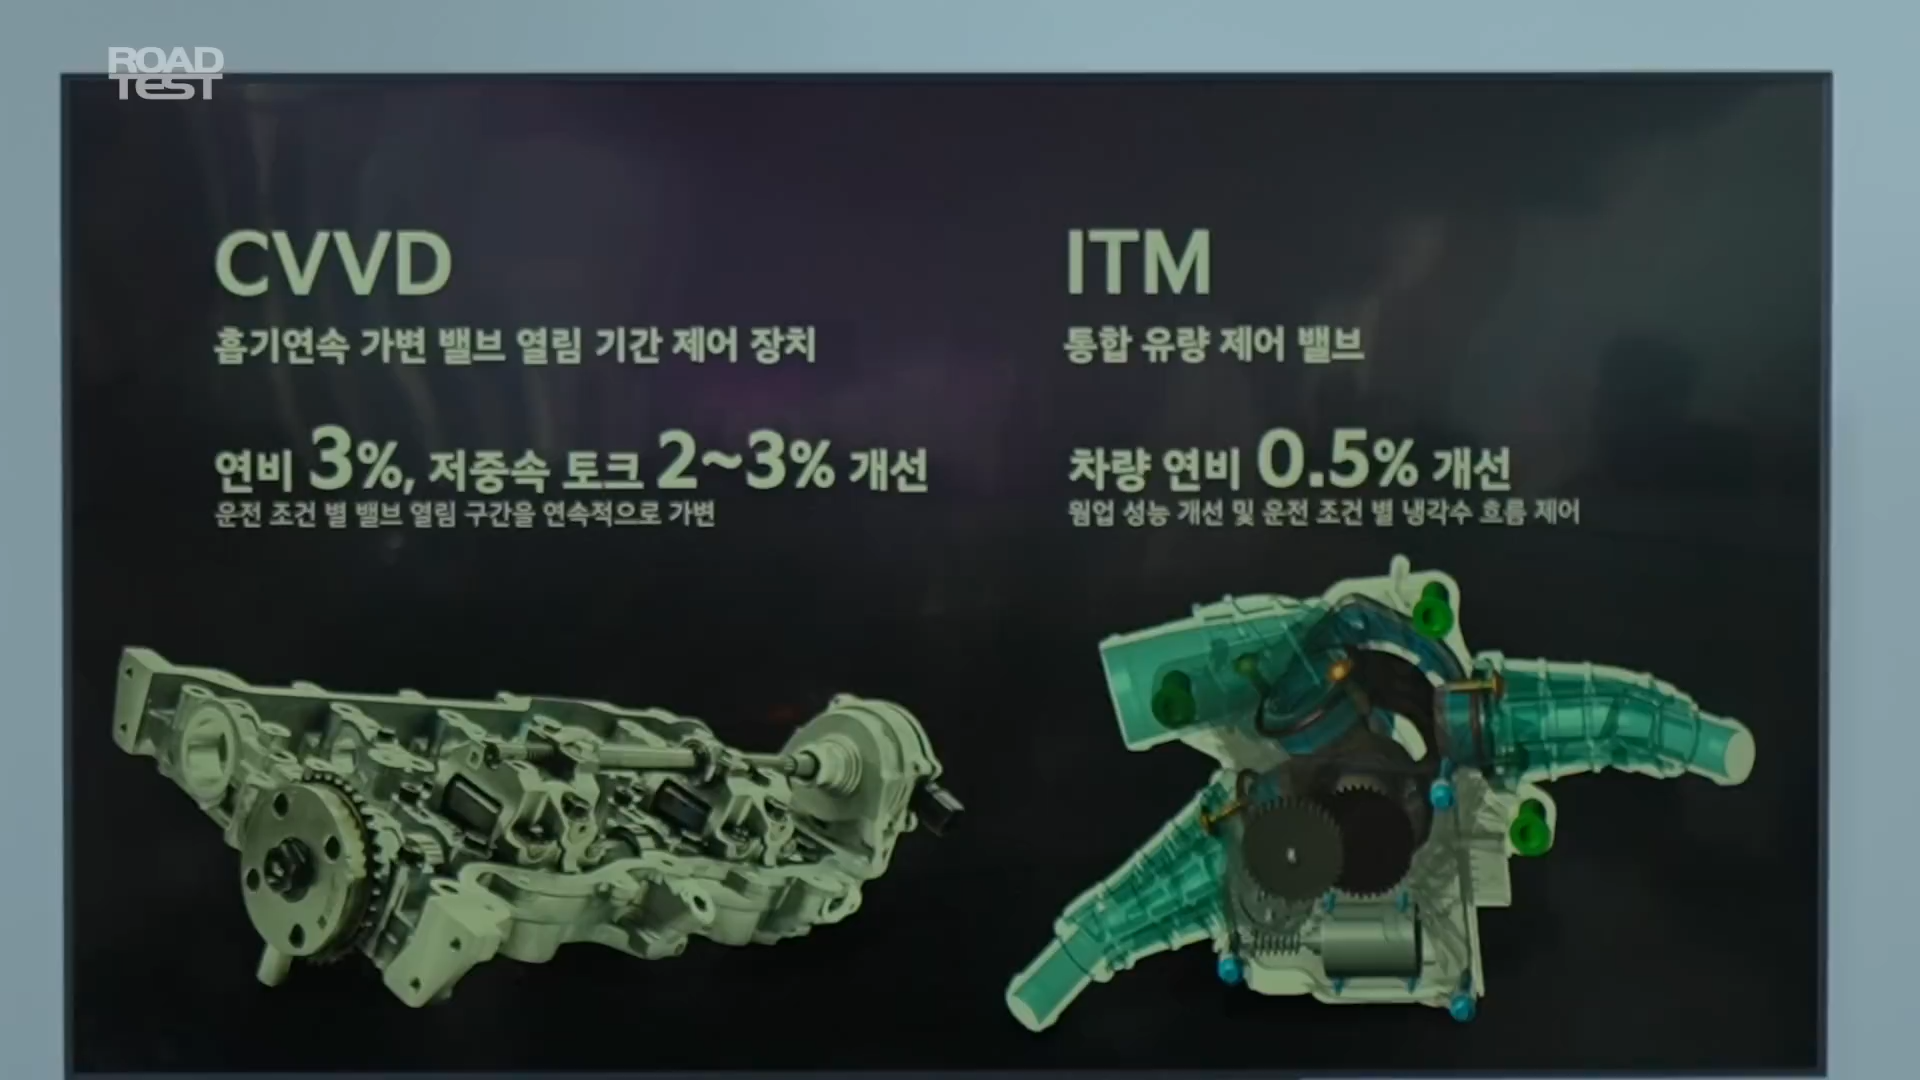 ROAD
TEST
CVVD
흡기연속 가변 밸브 열림 기간 제어 장치
연비 3%, 저중속 토크 2~3% 개선
운전 조건 별 밸브 열림 구간을 연속적으로 가변
ITM
통합 유량 제어 밸브
차량 연비 0.5% 개선
웜업 성능 개선 및 운전 조건 별 냉각수 흐름 제어